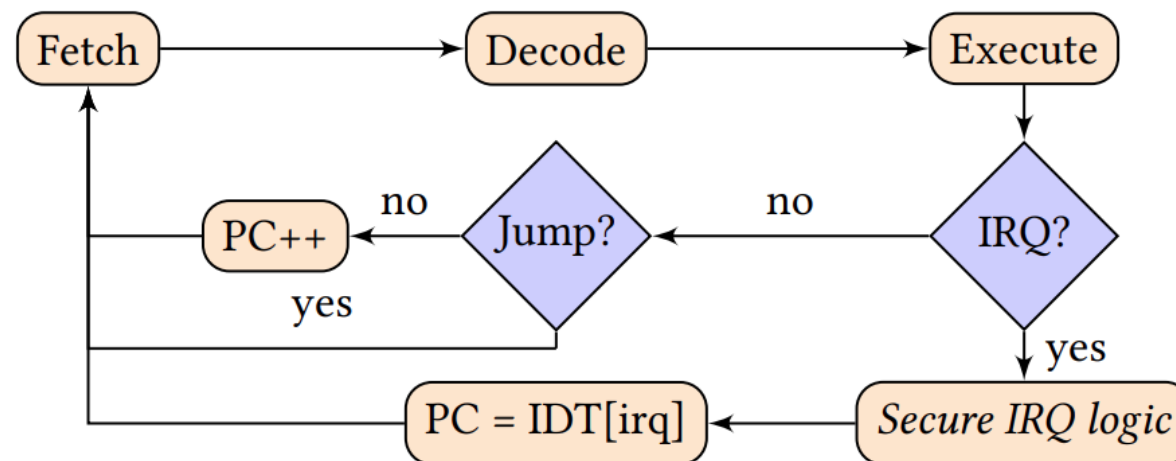 Fetch
Decode
Execute
no
no
PC++
Jump?
IRQ?
yes
yes
PC = IDT[irq]
Secure IRQ logic